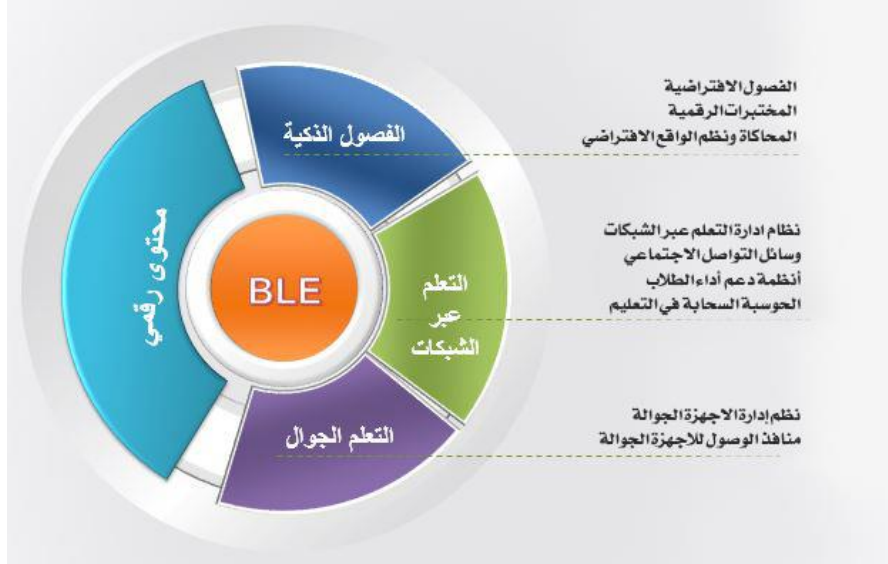 الفصول الافتراضية
المختبرات الرقمية
المحاكاة ونظم الواقع الافتراضي
الفصول الذكية
نظام ادارة التعلم عبر الشبكات
وسائل التواصل الاجتماعي
أنظمة دعم أداء الطلاب
الحوسبة السحابة في التعليم
التعلم
عبر
الشبكات
BLE
محتوى رقمي
نظم إدارة الاجهزة الجوالة
منافذ الوصول للأجهزة الجوالة
التعلم الجوال